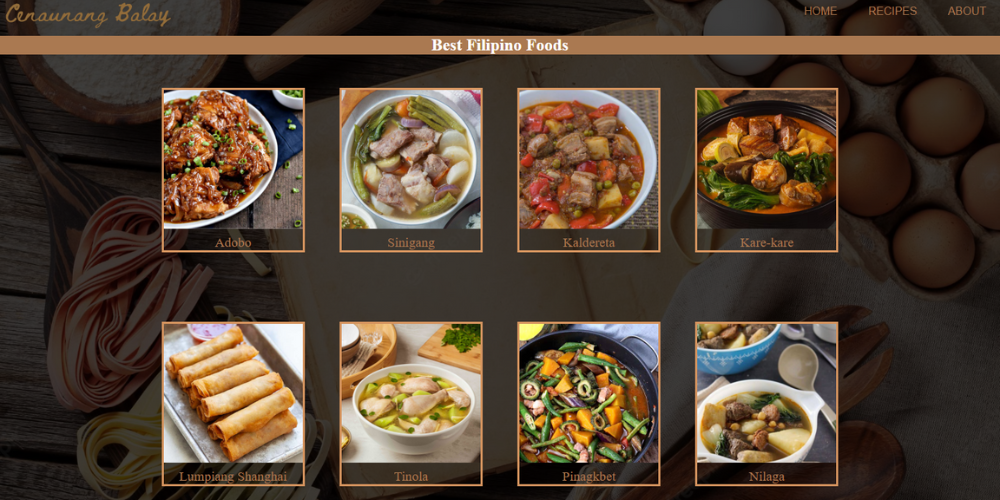 Cenaunang Balay
HOME RECIPES ABOUT
Best Filipino Foods
Adobo Sinigang Kaldereta Kare-kare
Lumpiang Shanghai Tinola Pinagkbet Nilaga